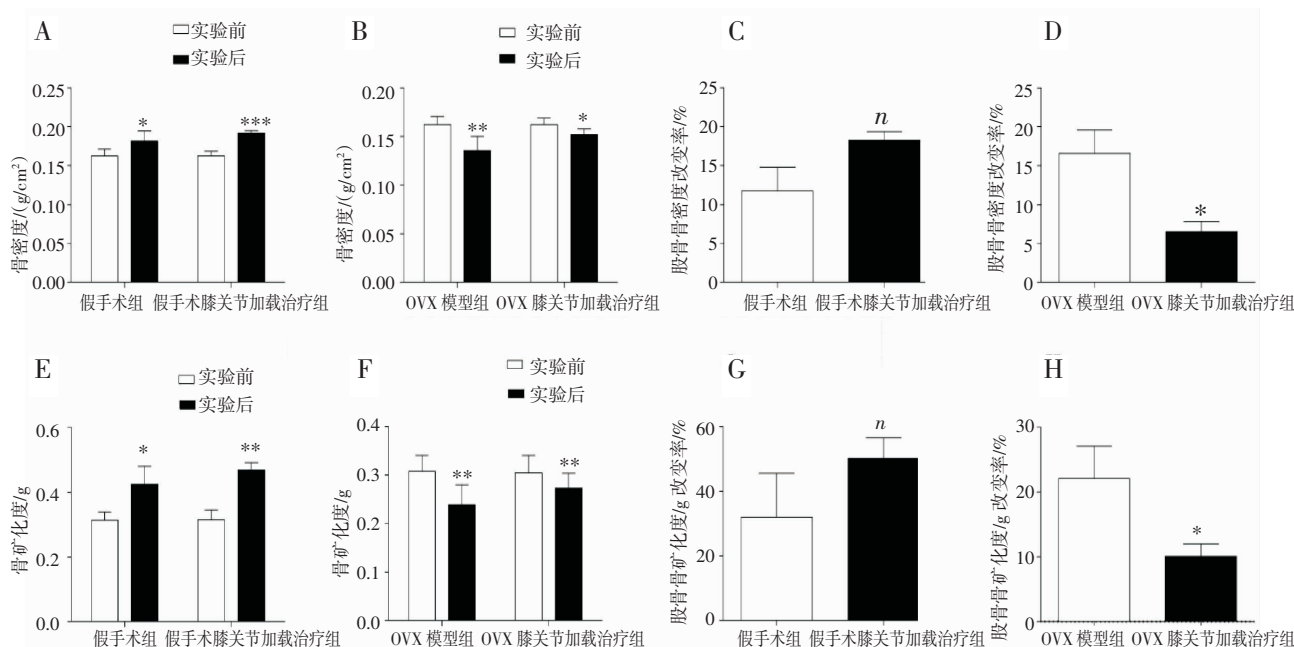 A
实验前
实验后
骨密度/(g/cm²)
0.25
0.20
0.15
0.10
0.05
0.00
*
***
假手术组
假手术膝关节加载治疗组
B
实验前
实验后
骨密度/(g/cm²)
0.20
0.15
0.10
0.05
0.00
**
*
OVX 模型组
OVX 膝关节加载治疗组
C
股骨骨密度改变率/%
25
20
15
10
5
0
n
假手术组
假手术膝关节加载治疗组
D
股骨骨密度改变率/%
25
20
15
10
5
0
*
OVX 模型组
OVX 膝关节加载治疗组
E
实验前
实验后
骨矿化度/g
0.6
0.4
0.2
0.0
*
**
假手术组
假手术膝关节加载治疗组
F
实验前
实验后
骨矿化度/g
0.4
0.3
0.2
0.3
0.0
**
**
OVX 模型组
OVX 膝关节加载治疗组
G
股骨骨矿化度/g 改变率/%
60
40
60
0
n
假手术组
假手术膝关节加载治疗组
H
股骨骨矿化度/g 改变率/%
30
20
10
0
*
OVX 模型组
OVX 膝关节加载治疗组